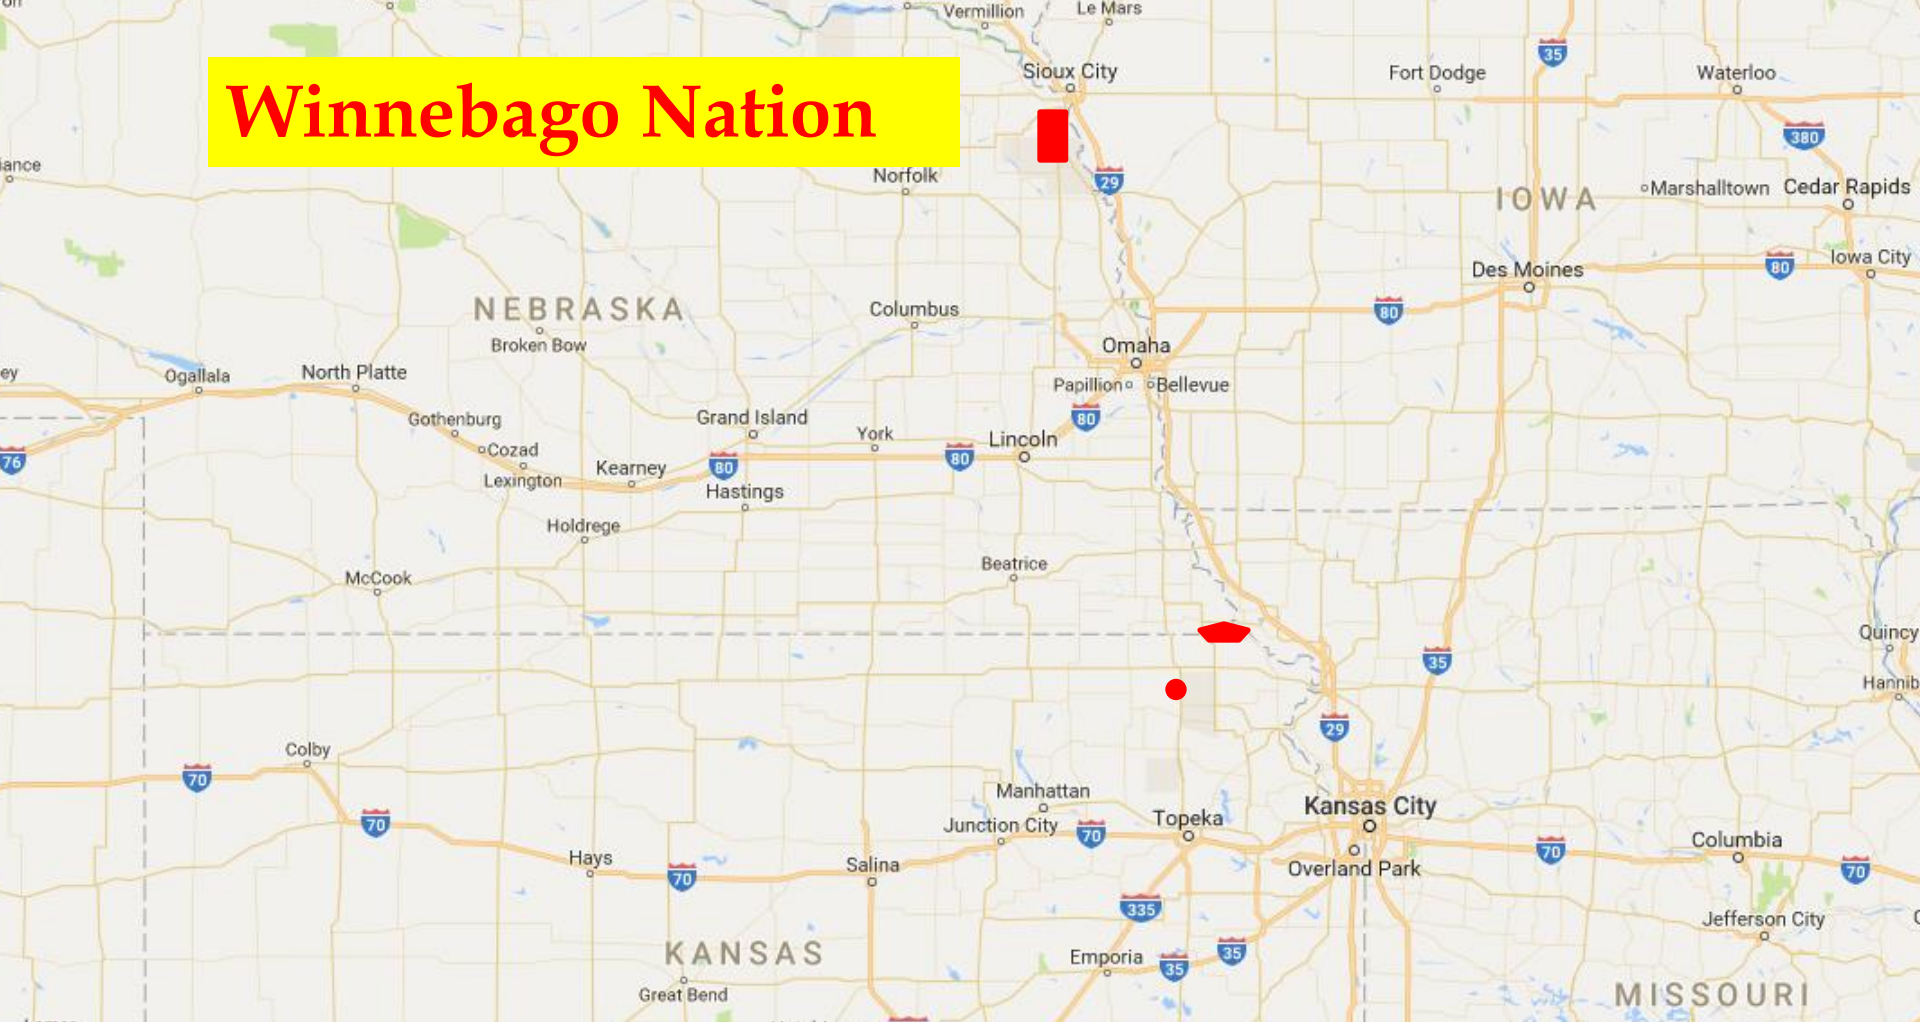 Vermillion
Le Mars
Sioux City
Fort Dodge
35
Waterloo
Winnebago Nation
380
iance
Norfolk
29
IOWA
Marshalltown
Cedar Rapids
Des Moines
80
Iowa City
NEBRASKA
Columbus
80
Broken Bow
Omaha
ey
Ogallala
North Platte
Papillion
Bellevue
Gothenburg
Grand Island
80
York
Lincoln
76
Cozad
Kearney
80
80
Lexington
Hastings
Holdrege
Beatrice
McCook
Quincy
35
Hannib
29
Colby
70
Manhattan
Kansas City
70
Junction City
70
Topeka
70
Columbia
Hays
70
Salina
Overland Park
70
335
Jefferson City
KANSAS
Emporia
35
35
Great Bend
MISSOURI